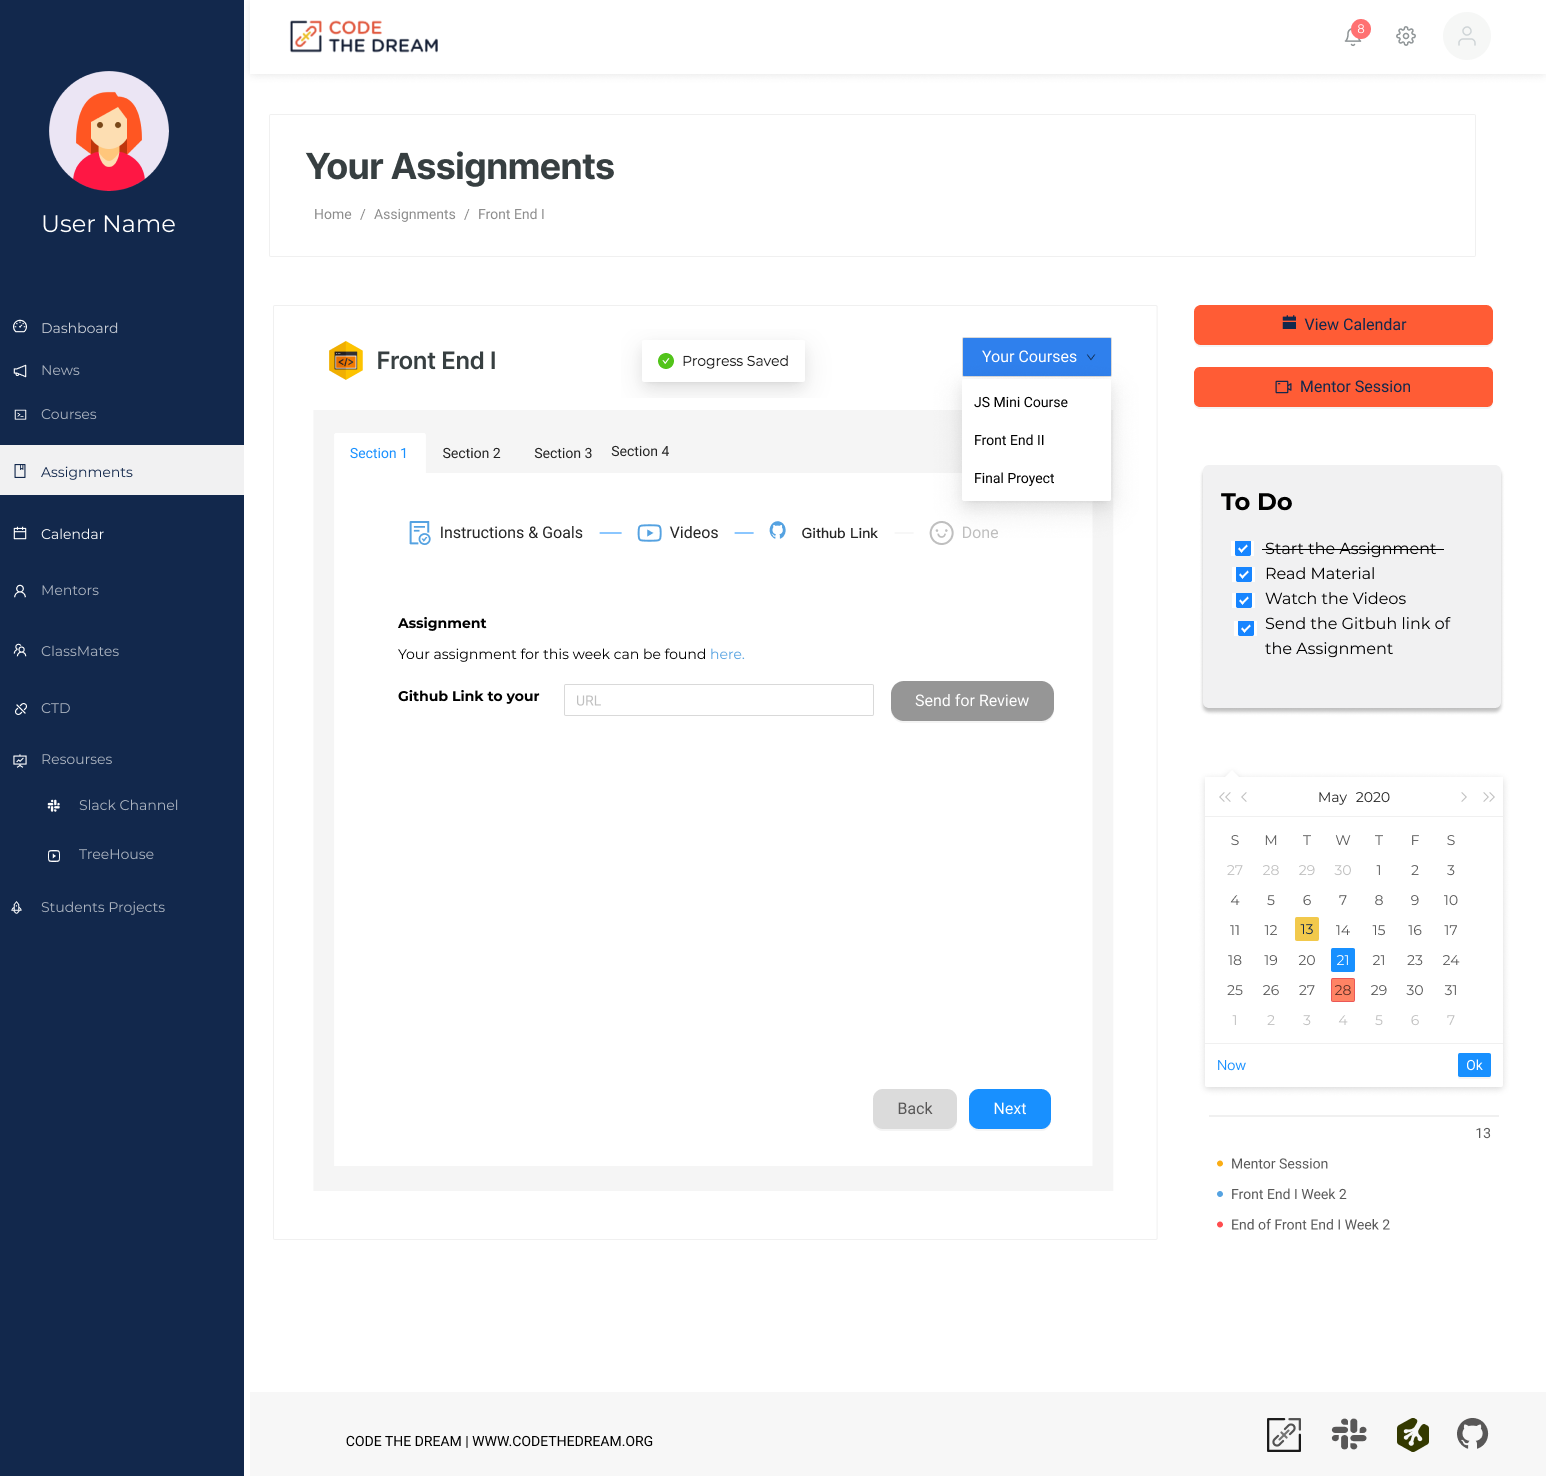 CODE
THE DREAM
8
User Name
Dashboard
News
Courses
Assignments
Calendar
Mentors
ClassMates
CTD
Resourses
Slack Channel
TreeHouse
Students Projects
Your Assignments
Home / Assignments / Front End I
Front End I
Progress Saved
Your Courses
JS Mini Course
Front End II
Final Proyect
Section 1 Section 2 Section 3 Section 4
Instructions & Goals Videos Github Link Done
Assignment
Your assignment for this week can be found here.
Github Link to your URL Send for Review
Back Next
View Calendar
Mentor Session
To Do
Start the Assignment
Read Material
Watch the Videos
Send the Gitbuh link of
the Assignment
May 2020
S M T W T F S
27 28 29 30 1 2 3
4 5 6 7 8 9 10
11 12 13 14 15 16 17
18 19 20 21 21 23 24
25 26 27 28 29 30 31
1 2 3 4 5 6 7
Now Ok
13
Mentor Session
Front End I Week 2
End of Front End I Week 2
CODE THE DREAM | WWW.CODETHEDREAM.ORG